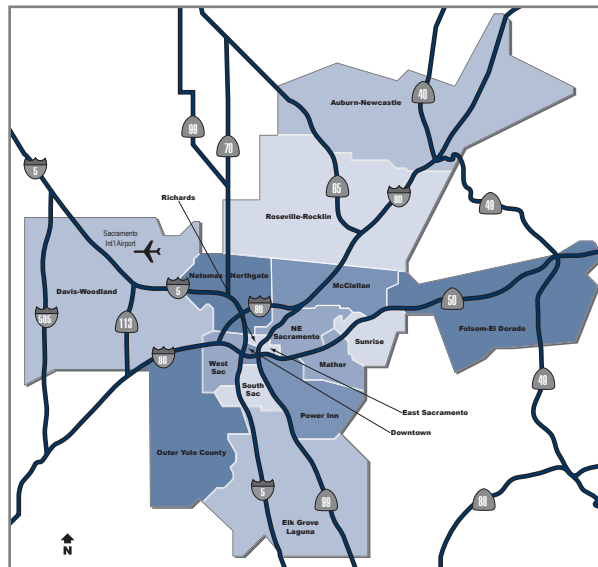 Auburn-Newcastle
40
99
70
5
65
80
49
Richards
Roseville-Rocklin
Sacramento
Int'l Airport
Natomas - Northgate
McClellan
Davis-Woodland
5
80
50
505
113
NE
Sacramento
Sunrise
Folsom-El Dorado
80
West
Sac
Mather
South
Sac
49
East Sacramento
Power Inn
Downtown
Outer Yolo County
5
99
88
Elk Grove
Laguna
N